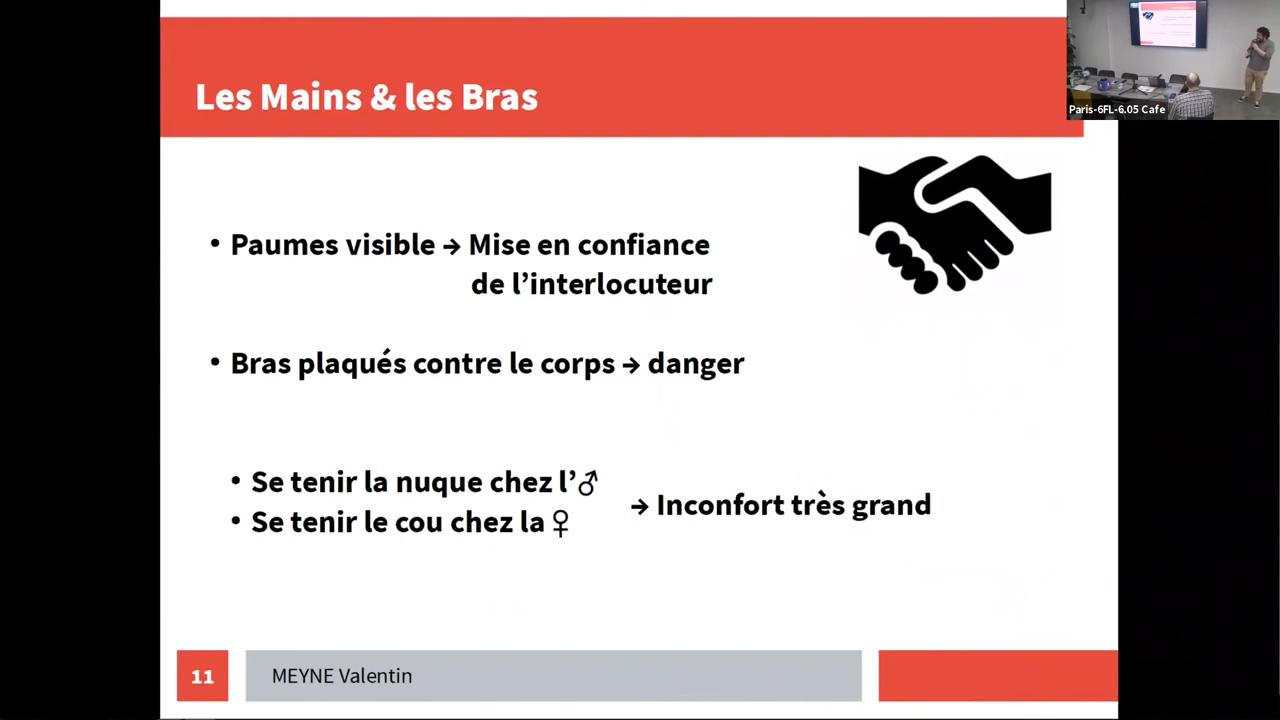 Les Mains & les Bras
Paris-6FL-6.05 Cafe
• Paumes visible → Mise en confiance
de l’interlocuteur
• Bras plaqués contre le corps → danger
• Se tenir la nuque chez l’♂
• Se tenir le cou chez la ♀
→ Inconfort très grand
11
MEYNE Valentin